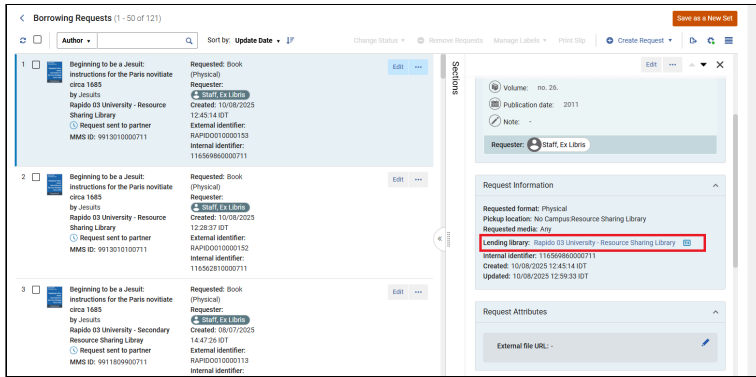 Borrowing Requests (1 - 50 of 121)
Save as a New Set
Author
Sort by: Update Date
Change Status
Remove Requests
Manage Labels
Print Slip
Create Request
1
Beginning to be a Jesuit:
instructions for the Paris novitiate
circa 1685
by Jesuits
Rapido 03 University - Resource
Sharing Library
Request sent to partner
MMS ID: 9913010000711
Requested: Book
(Physical)
Requester:
Staff, Ex Libris
Created: 10/08/2025
12:45:14 IDT
External identifier:
RAPIDO0010000153
Internal identifier:
116569860000711
Edit
2
Beginning to be a Jesuit:
instructions for the Paris novitiate
circa 1685
by Jesuits
Rapido 03 University - Resource
Sharing Library
Request sent to partner
MMS ID: 9913010100711
Requested: Book
(Physical)
Requester:
Staff, Ex Libris
Created: 10/08/2025
12:28:37 IDT
External identifier:
RAPIDO0010000152
Internal identifier:
116562810000711
Edit
3
Beginning to be a Jesuit:
instructions for the Paris novitiate
circa 1685
by Jesuits
Rapido 03 University - Secondary
Resource Sharing Libray
Request sent to partner
MMS ID: 9911809900711
Requested: Book
(Physical)
Requester:
Staff, Ex Libris
Created: 08/07/2025
14:47:26 IDT
External identifier:
RAPIDO0010000113
Internal identifier:
Edit
Sections
Edit
Volume: no. 26.
Publication date: 2011
Note: -
Requester: Staff, Ex Libris
Request Information
Requested format: Physical
Pickup location: No Campus:Resource Sharing Library
Requested media: Any
Lending library: Rapido 03 University - Resource Sharing Library
Internal identifier: 116569860000711
Created: 10/08/2025 12:45:14 IDT
Updated: 10/08/2025 12:59:33 IDT
Request Attributes
External file URL: -